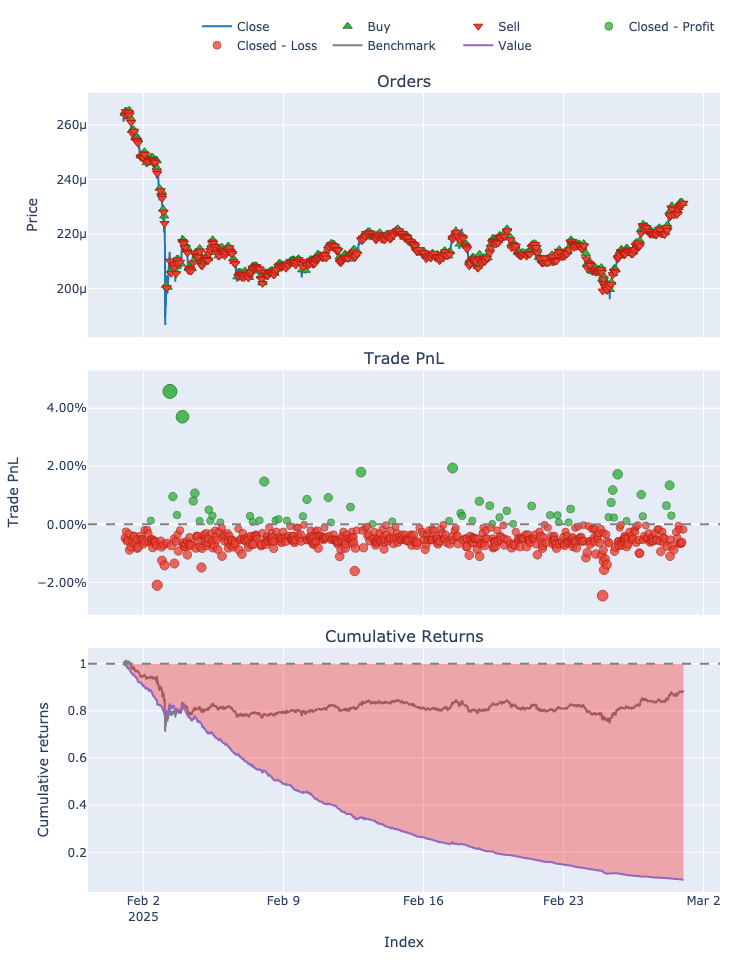 Close Buy Sell Closed - Profit
Closed - Loss Benchmark Value
Orders
260μ
240μ
220μ
200μ
Price
Trade PnL
4.00%
2.00%
0.00%
−2.00%
Trade PnL
Cumulative Returns
1
0.8
0.6
0.4
0.2
Cumulative returns
Feb 2 Feb 9 Feb 16 Feb 23 Mar 2
2025
Index